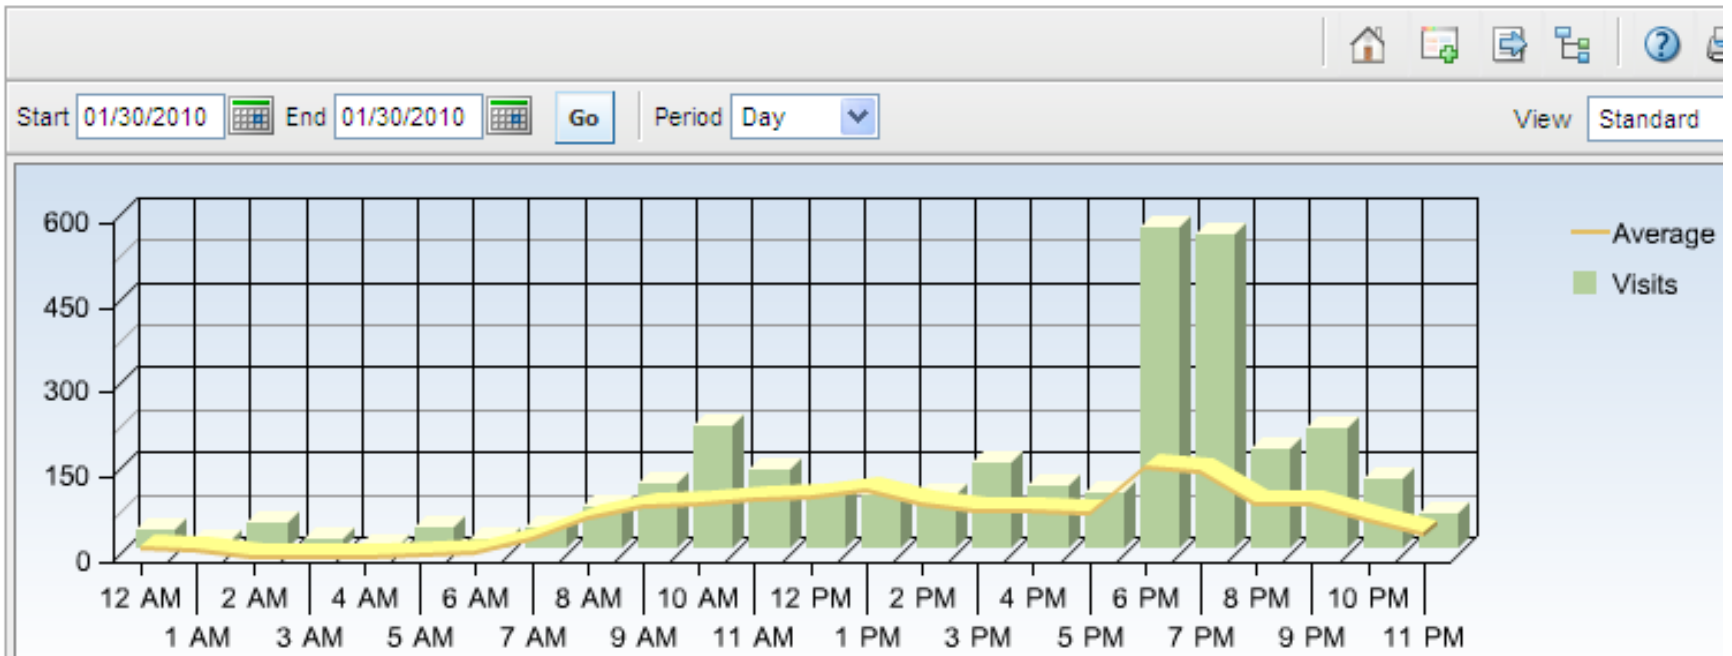 Start 01/30/2010 End 01/30/2010 Go Period Day View Standard
600
450
300
150
0
Average
Visits
12 AM 2 AM 4 AM 6 AM 8 AM 10 AM 12 PM 2 PM 4 PM 6 PM 8 PM 10 PM
1 AM 3 AM 5 AM 7 AM 9 AM 11 AM 1 PM 3 PM 5 PM 7 PM 9 PM 11 PM